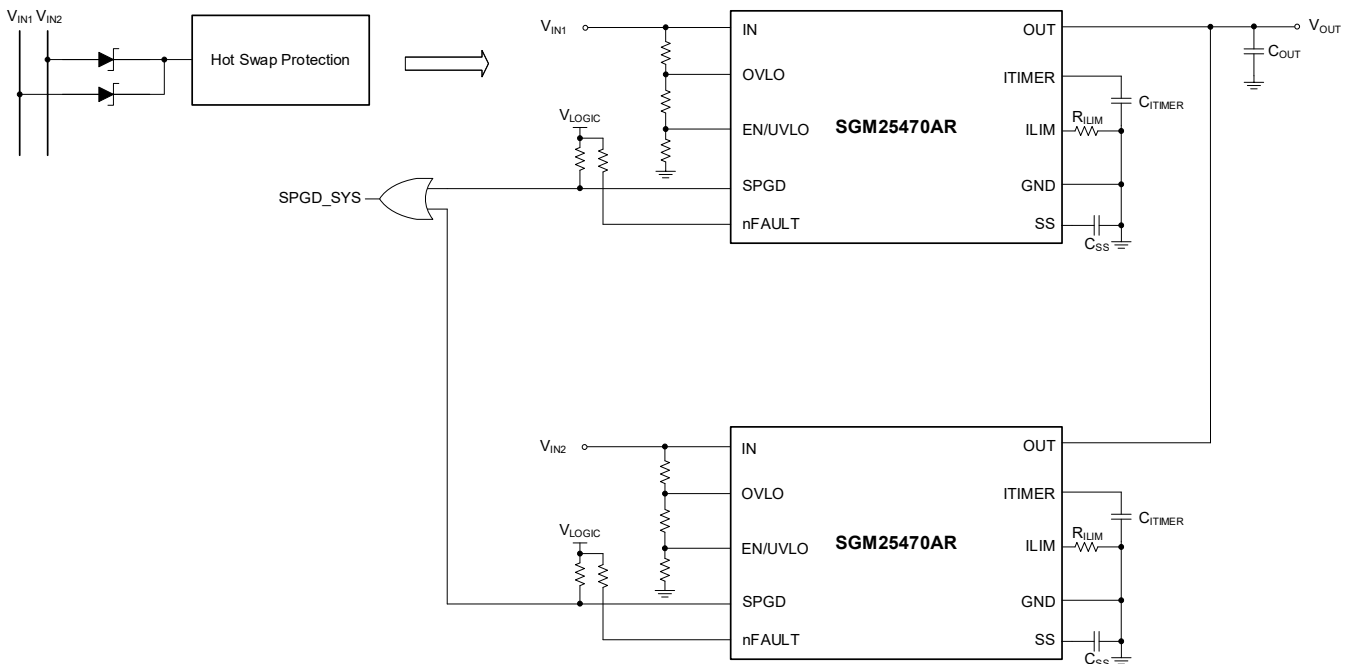 VIN1 VIN2
Hot Swap Protection
VIN1
IN
OVLO
EN/UVLO
SPGD
nFAULT
SGM25470AR
OUT
ITIMER
ILIM
GND
SS
VLOGIC
SPGD_SYS
RILIM
CITIMER
CSS
COUT
VOUT
VIN2
IN
OVLO
EN/UVLO
SPGD
nFAULT
SGM25470AR
OUT
ITIMER
ILIM
GND
SS
VLOGIC
RILIM
CITIMER
CSS